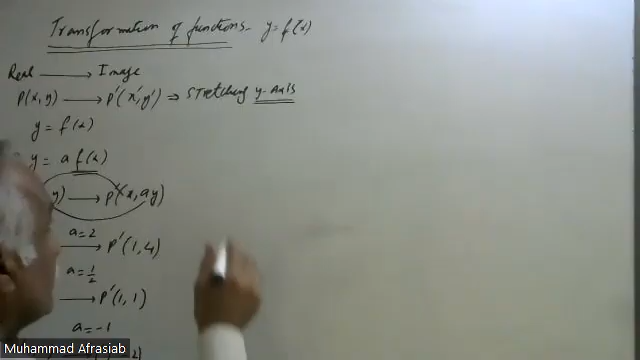 Transformation of functions. y = f(x)
Real → Image
P(x, y) → P'(x', y') ⇒ Stretching y-Axis
y = f(x)
y = a f(x)
y) → P'(x, ay)
a = 2
→ P'(1, 4)
a = 1/2
→ P'(1, 1)
a = -1
Muhammad Afrasiab